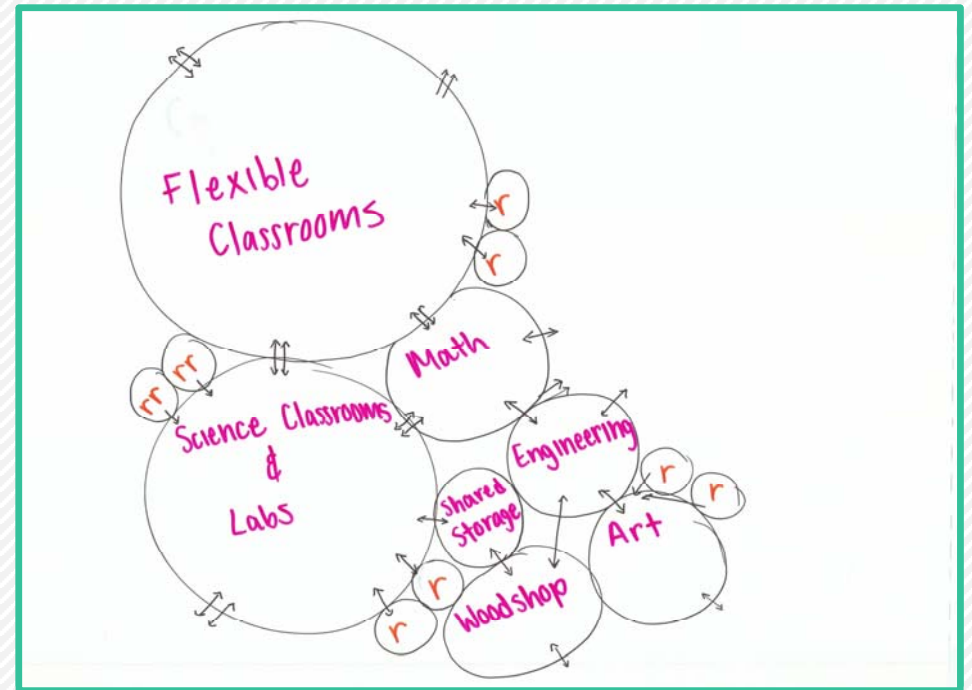 Flexible
Classrooms
r
r
Math
rr
rr
Science Classrooms
&
Labs
Engineering
Shared
Storage
r
r
Art
r
r
Woodshop